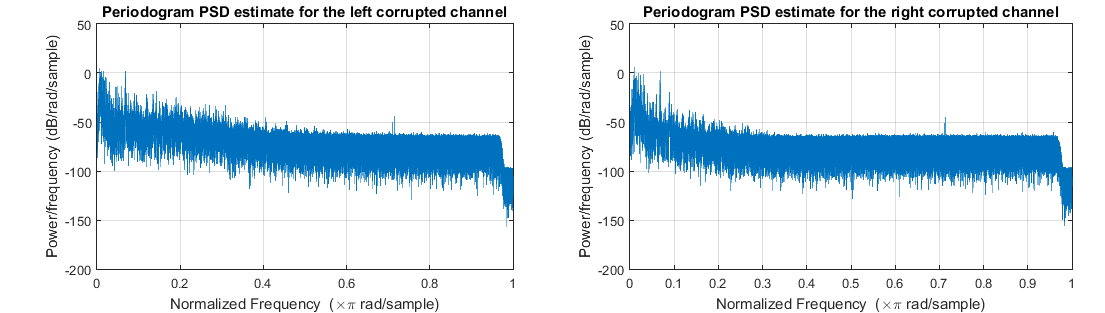 Periodogram PSD estimate for the left corrupted channel
50
0
-50
-100
-150
-200
Power/frequency (dB/rad/sample)
0 0.2 0.4 0.6 0.8 1
Normalized Frequency (×π rad/sample)
Periodogram PSD estimate for the right corrupted channel
50
0
-50
-100
-150
-200
Power/frequency (dB/rad/sample)
0 0.1 0.2 0.3 0.4 0.5 0.6 0.7 0.8 0.9 1
Normalized Frequency (×π rad/sample)